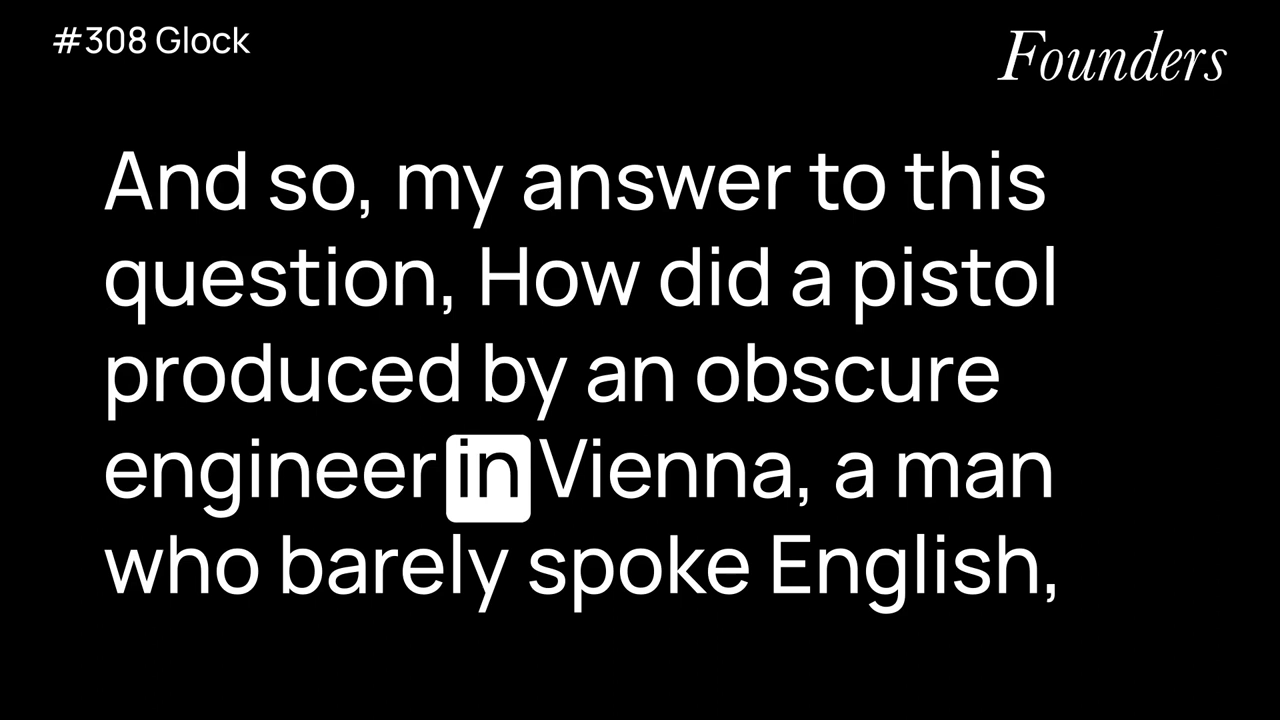 #308 Glock
Founders
And so, my answer to this
question, How did a pistol
produced by an obscure
engineer in Vienna, a man
who barely spoke English,